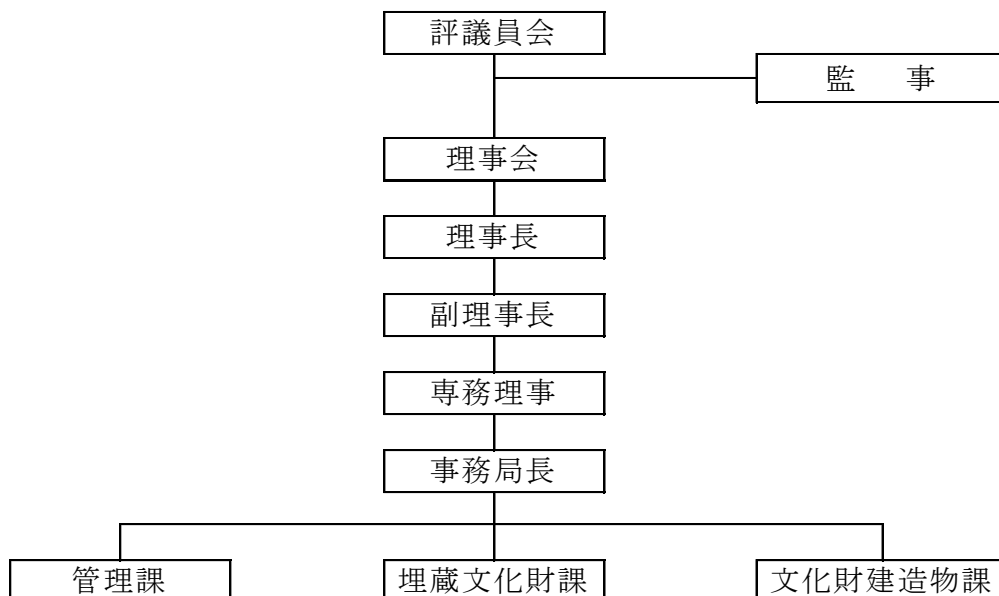 評議員会
監　事
理事会
理事長
副理事長
専務理事
事務局長
管理課
埋蔵文化財課
文化財建造物課